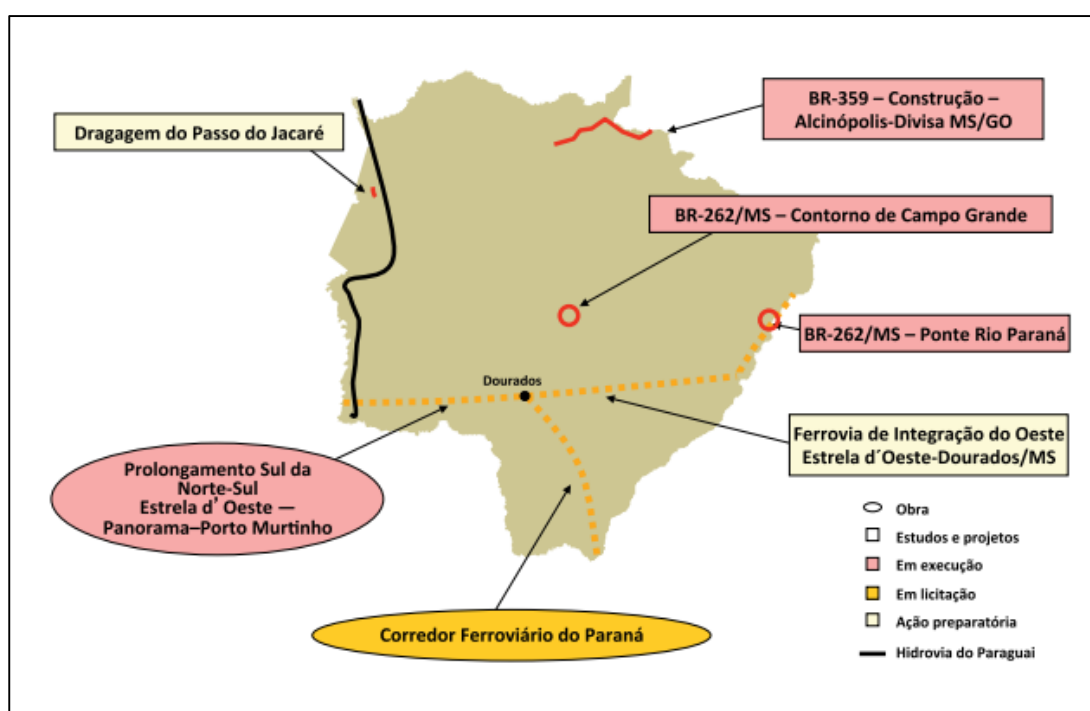 BR-359 – Construção –
Alcinópolis-Divisa MS/GO
Dragagem do Passo do Jacaré
BR-262/MS – Contorno de Campo Grande
BR-262/MS – Ponte Rio Paraná
Dourados
Ferrovia de Integração do Oeste
Estrela d´Oeste-Dourados/MS
Prolongamento Sul da
Norte-Sul
Estrela d’ Oeste —
Panorama–Porto Murtinho
Corredor Ferroviário do Paraná
Obra
Estudos e projetos
Em execução
Em licitação
Ação preparatória
Hidrovia do Paraguai